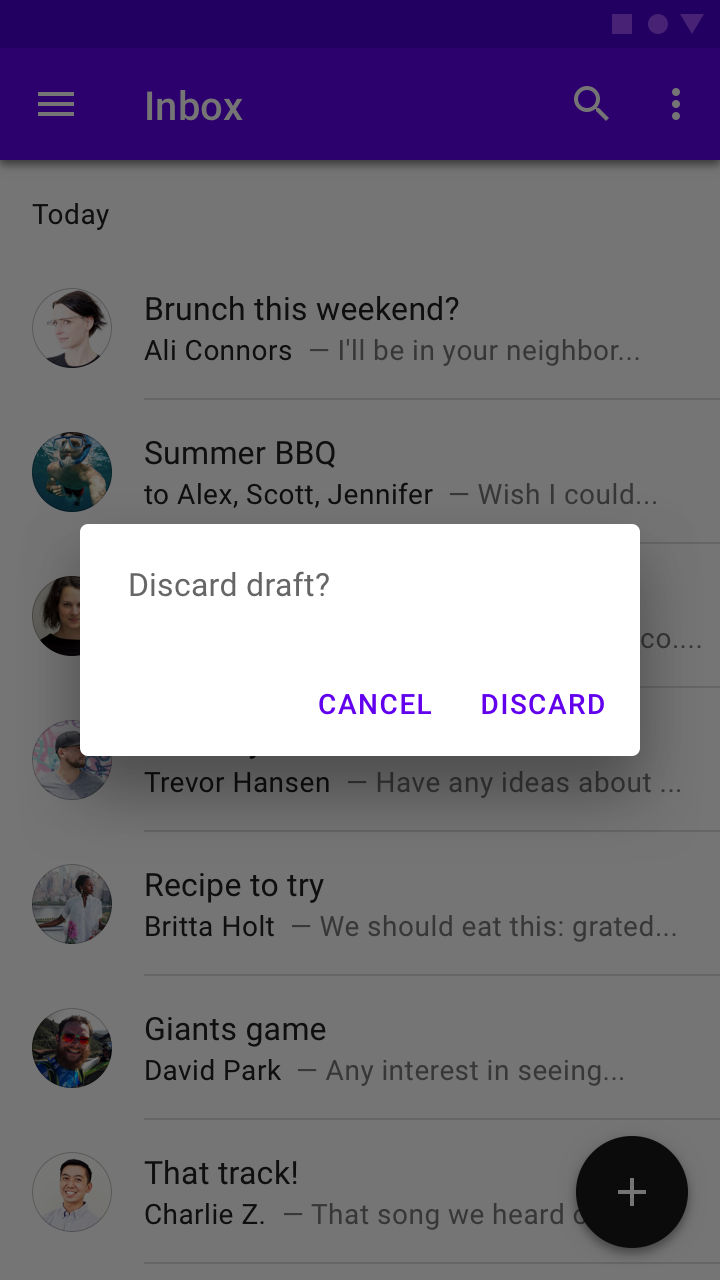 Inbox
Today
Brunch this weekend?
Ali Connors — I'll be in your neighbor...
Summer BBQ
to Alex, Scott, Jennifer — Wish I could...
co....
Discard draft?
CANCEL DISCARD
Trevor Hansen — Have any ideas about ...
Recipe to try
Britta Holt — We should eat this: grated...
Giants game
David Park — Any interest in seeing...
That track!
Charlie Z. — That song we heard